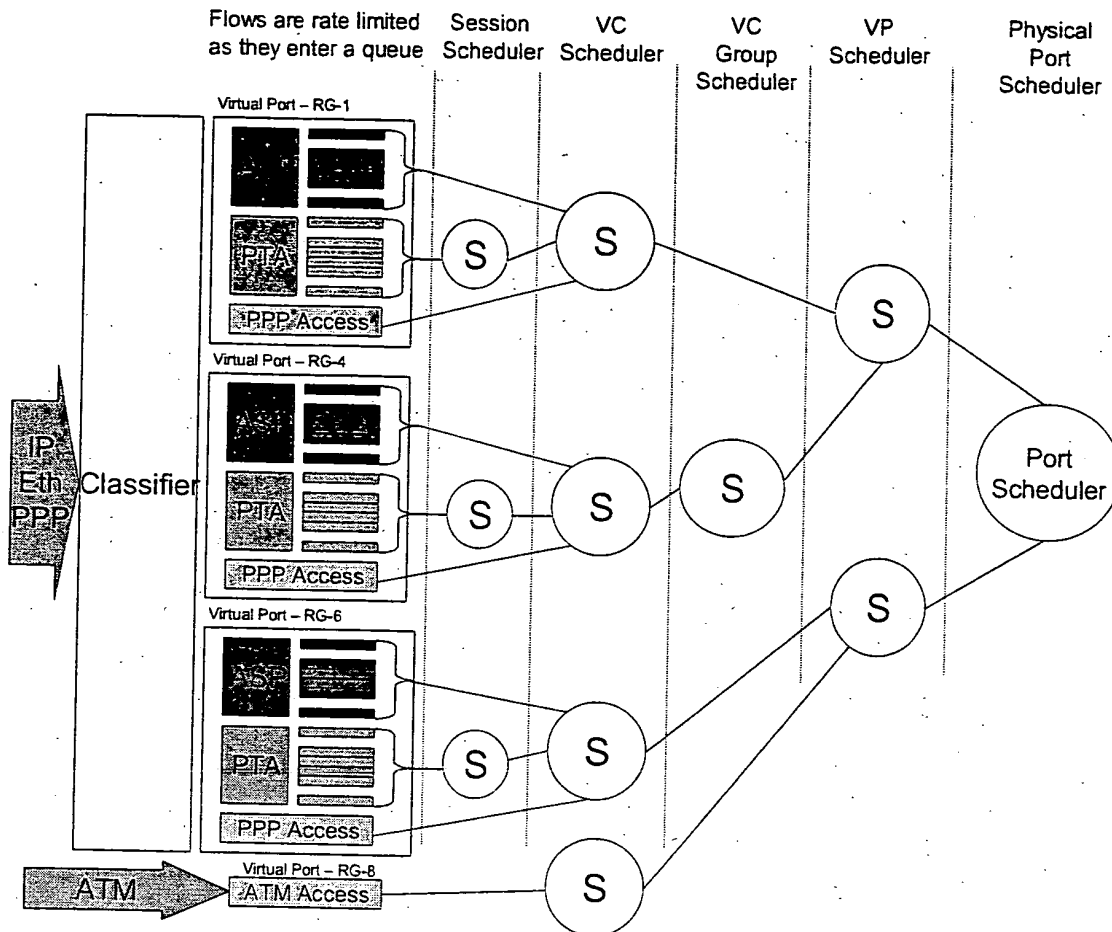 Flows are rate limited
as they enter a queue
Session
Scheduler
VC
Scheduler
VC
Group
Scheduler
VP
Scheduler
Physical
Port
Scheduler
Virtual Port – RG-1
PTA
PPP Access
S
S
Virtual Port – RG-4
ASP
PTA
PPP Access
S
S
S
S
IP
Eth
PPP
Classifier
Port
Scheduler
Virtual Port – RG-6
ASP
PTA
PPP Access
S
S
S
Virtual Port – RG-8
ATM
ATM Access
S